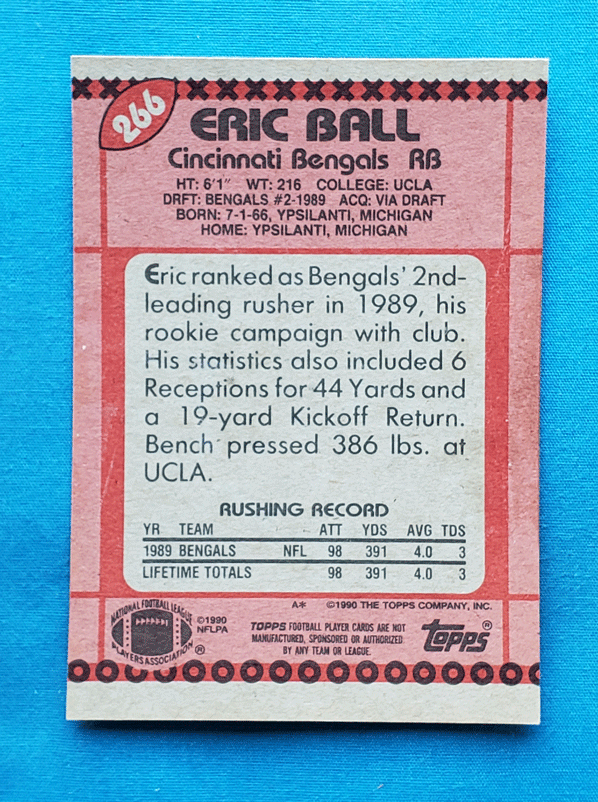 266
ERIC BALL
Cincinnati Bengals RB
HT: 6'1" WT: 216 COLLEGE: UCLA
DRFT: BENGALS #2-1989 ACQ: VIA DRAFT
BORN: 7-1-66, YPSILANTI, MICHIGAN
HOME: YPSILANTI, MICHIGAN
Eric ranked as Bengals' 2nd-
leading rusher in 1989, his
rookie campaign with club.
His statistics also included 6
Receptions for 44 Yards and
a 19-yard Kickoff Return.
Bench pressed 386 lbs. at
UCLA.
RUSHING RECORD
YR TEAM ATT YDS AVG TDS
1989 BENGALS NFL 98 391 4.0 3
LIFETIME TOTALS 98 391 4.0 3
A* ©1990 THE TOPPS COMPANY, INC.
NATIONAL FOOTBALL LEAGUE
PLAYERS ASSOCIATION ®
©1990
NFLPA
TOPPS FOOTBALL PLAYER CARDS ARE NOT
MANUFACTURED, SPONSORED OR AUTHORIZED
BY ANY TEAM OR LEAGUE.
topps®